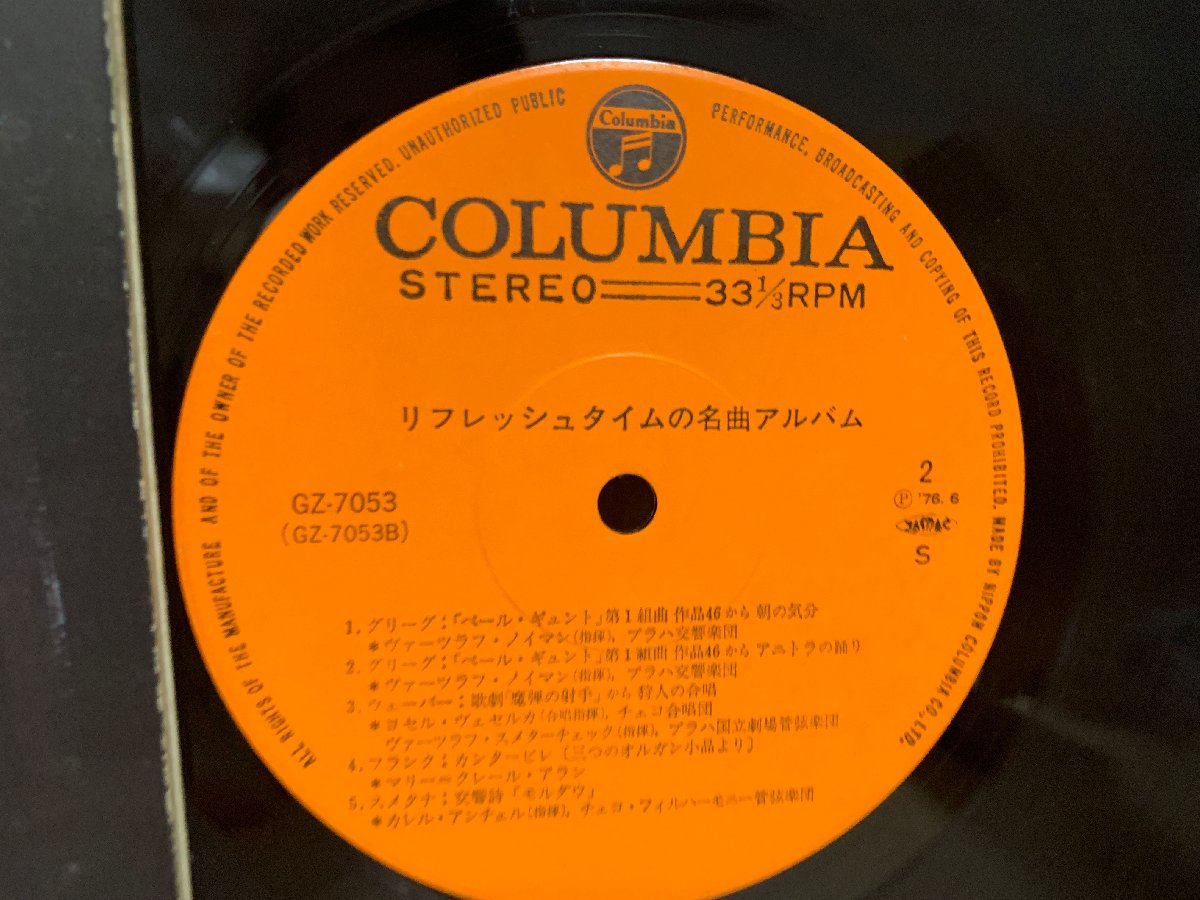 ALL RIGHTS OF THE MANUFACTURE AND OF THE OWNER OF THE RECORDED WORK RESERVED. UNAUTHORIZED PUBLIC PERFORMANCE, BROADCASTING AND COPYING OF THIS RECORD PROHIBITED. MADE BY NIPPON COLUMBIA CO., LTD.
Columbia
COLUMBIA
STEREO 33⅓RPM
リフレッシュタイムの名曲アルバム
GZ-7053
(GZ-7053B)
2
Ⓟ '76. 6
JASRAC
S
1. グリーグ：「ペール・ギュント」第1組曲 作品46から 朝の気分
＊ヴァーツラフ・ノイマン(指揮)，プラハ交響楽団
2. グリーグ：「ペール・ギュント」第1組曲 作品46から アニトラの踊り
＊ヴァーツラフ・ノイマン(指揮)，プラハ交響楽団
3. ウェーバー：歌劇「魔弾の射手」から 狩人の合唱
＊ヨセル・ヴェセルカ(合唱指揮)，チェコ合唱団
ヴァーツラフ・スメターチェック(指揮)，プラハ国立劇場管弦楽団
4. フランク：カンタービレ〔三つのオルガン小品より〕
＊マリー＝クレール・アラン
5. スメタナ：交響詩「モルダウ」
＊カレル・アンチェル(指揮)，チェコ・フィルハーモニー管弦楽団